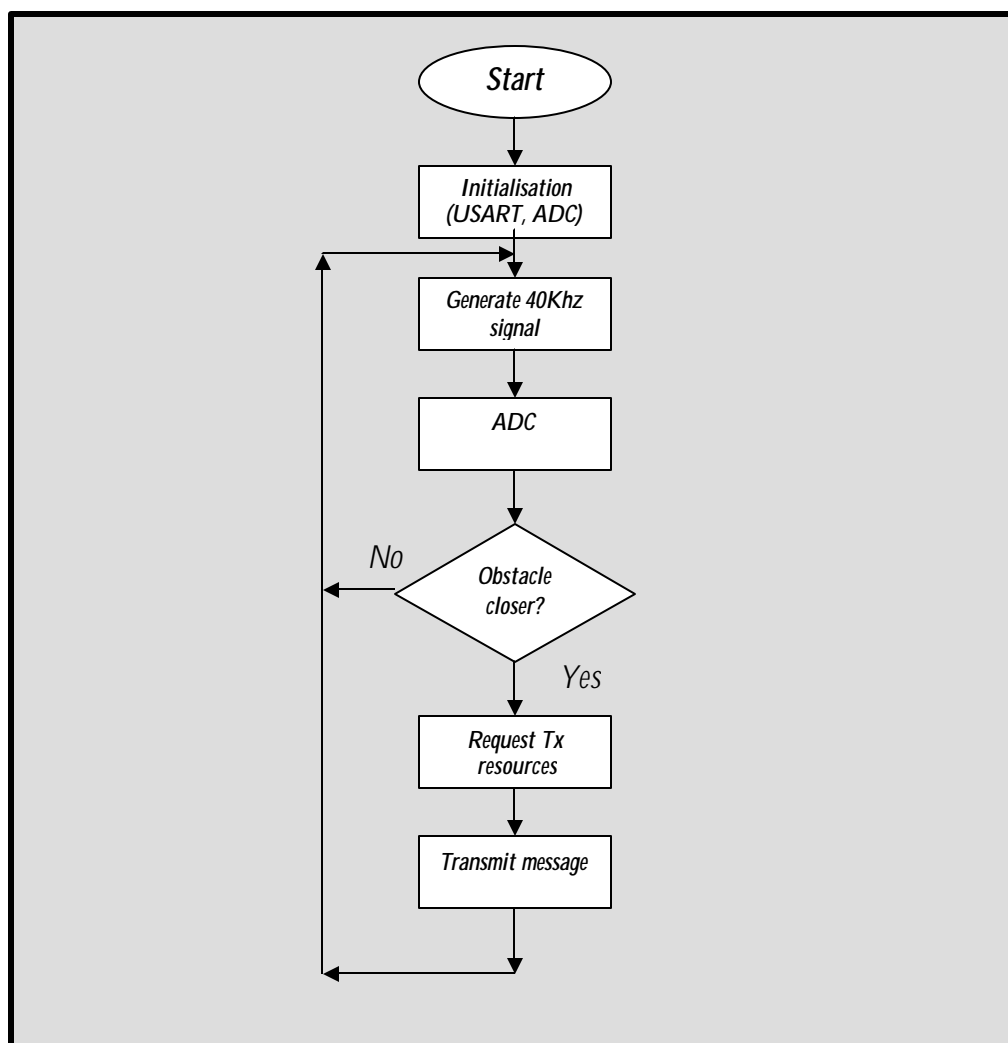 Start
Initialisation
(USART, ADC)
Generate 40Khz
signal
ADC
No
Obstacle
closer?
Yes
Request Tx
resources
Transmit message